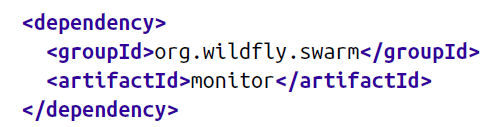 <dependency>
<groupId>org.wildfly.swarm</groupId>
<artifactId>monitor</artifactId>
</dependency>